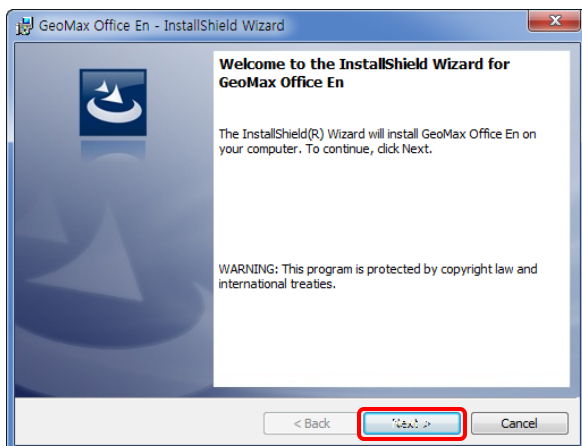 GeoMax Office En - InstallShield Wizard
Welcome to the InstallShield Wizard for
GeoMax Office En
The InstallShield(R) Wizard will install GeoMax Office En on
your computer. To continue, click Next.
WARNING: This program is protected by copyright law and
international treaties.
< Back
Next >
Cancel